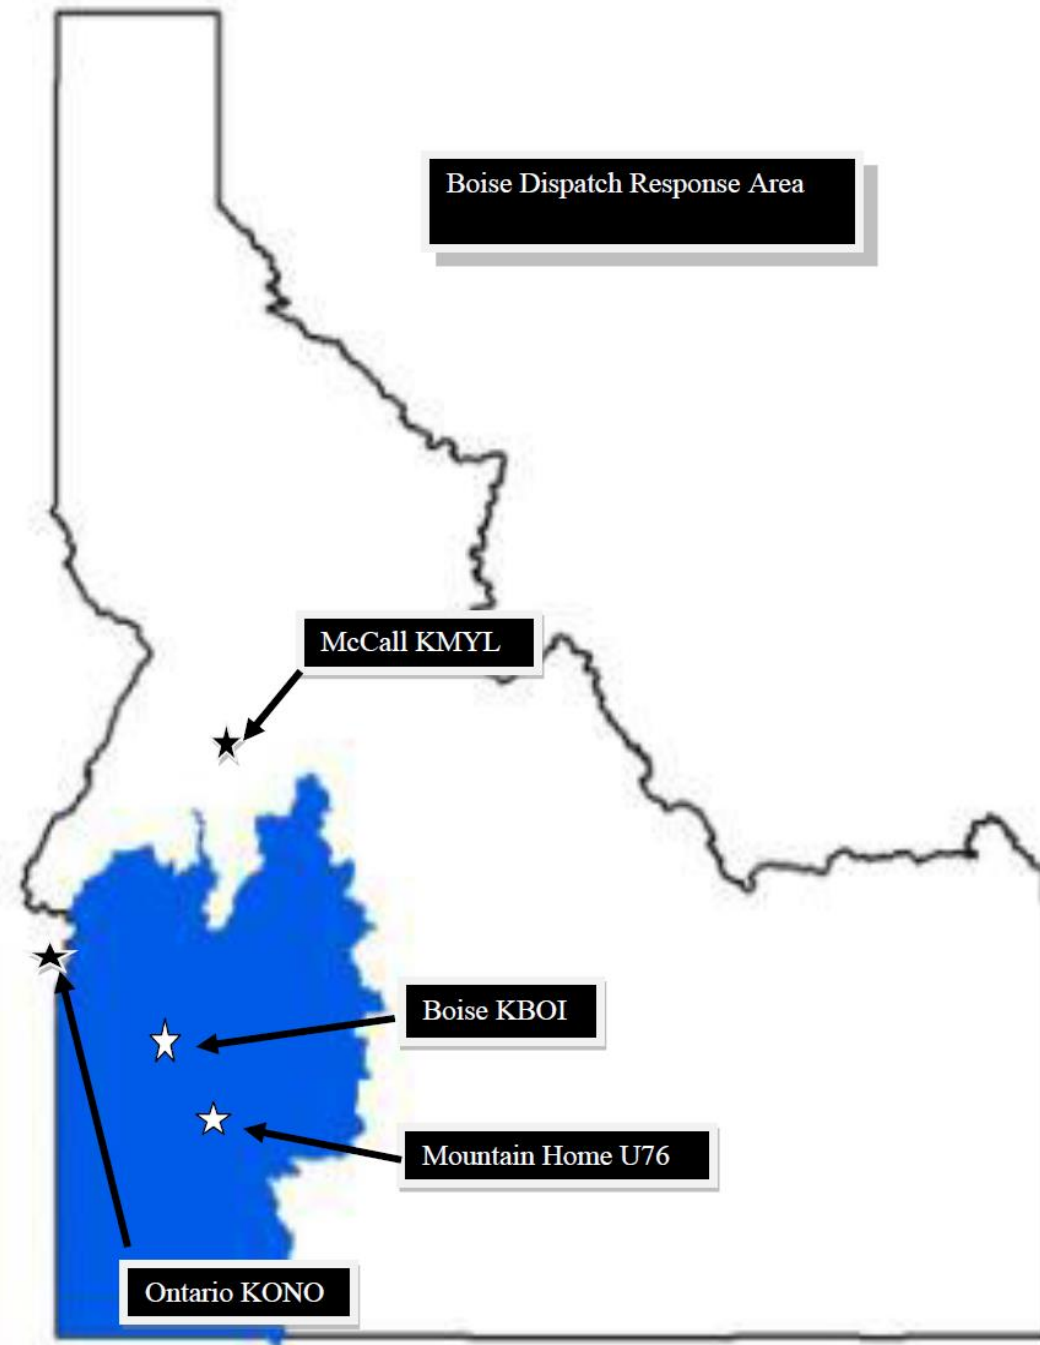 Boise Dispatch Response Area
McCall KMYL
Boise KBOI
Mountain Home U76
Ontario KONO